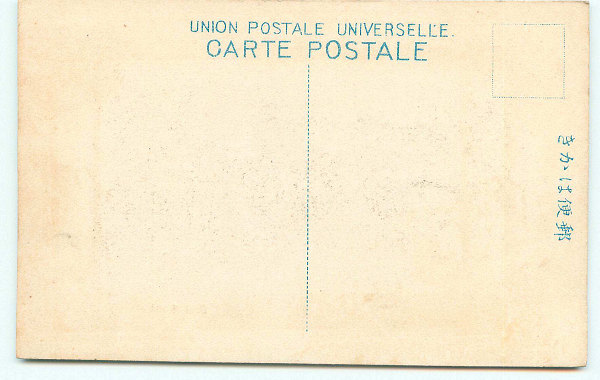 UNION POSTALE UNIVERSELLE.
CARTE POSTALE
郵便はかき